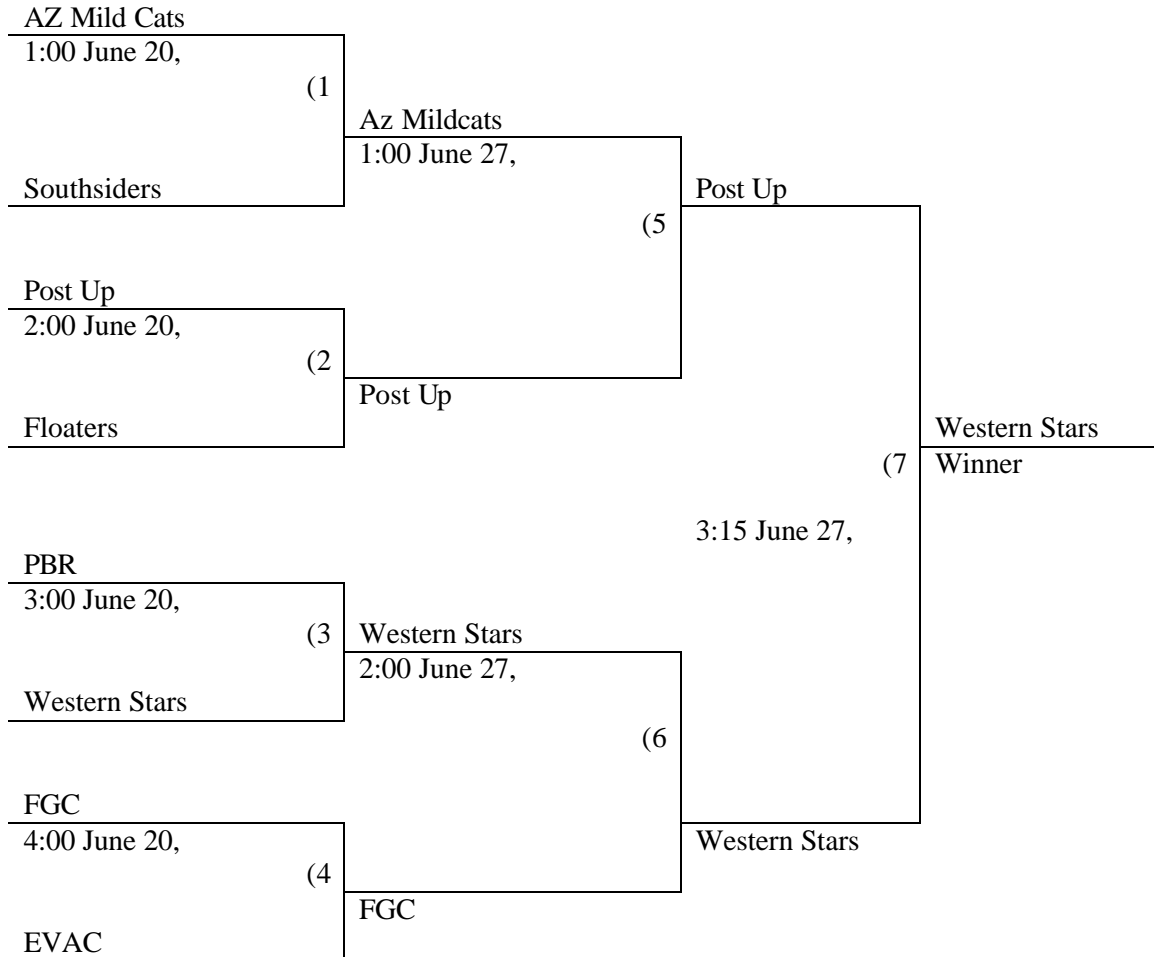 AZ Mild Cats
1:00 June 20,
(1
Az Mildcats
1:00 June 27,
Southsiders
Post Up
(5
Post Up
2:00 June 20,
(2
Post Up
Floaters
Western Stars
(7
Winner
3:15 June 27,
PBR
3:00 June 20,
(3
Western Stars
2:00 June 27,
Western Stars
(6
FGC
4:00 June 20,
Western Stars
(4
FGC
EVAC